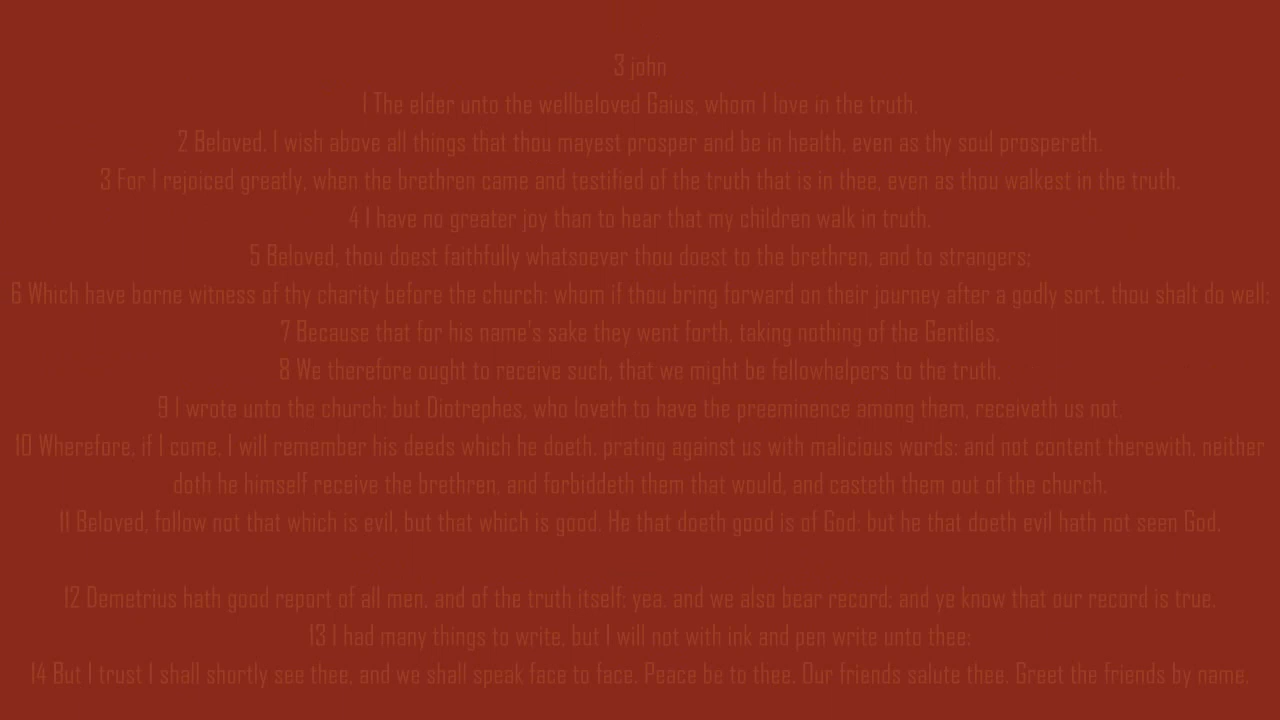 3 john
1 The elder unto the wellbeloved Gaius, whom I love in the truth.
2 Beloved, I wish above all things that thou mayest prosper and be in health, even as thy soul prospereth.
3 For I rejoiced greatly, when the brethren came and testified of the truth that is in thee, even as thou walkest in the truth.
4 I have no greater joy than to hear that my children walk in truth.
5 Beloved, thou doest faithfully whatsoever thou doest to the brethren, and to strangers;
6 Which have borne witness of thy charity before the church: whom if thou bring forward on their journey after a godly sort, thou shalt do well:
7 Because that for his name's sake they went forth, taking nothing of the Gentiles.
8 We therefore ought to receive such, that we might be fellowhelpers to the truth.
9 I wrote unto the church: but Diotrephes, who loveth to have the preeminence among them, receiveth us not.
10 Wherefore, if I come, I will remember his deeds which he doeth, prating against us with malicious words: and not content therewith, neither
doth he himself receive the brethren, and forbiddeth them that would, and casteth them out of the church.
11 Beloved, follow not that which is evil, but that which is good. He that doeth good is of God: but he that doeth evil hath not seen God.
12 Demetrius hath good report of all men, and of the truth itself: yea, and we also bear record; and ye know that our record is true.
13 I had many things to write, but I will not with ink and pen write unto thee:
14 But I trust I shall shortly see thee, and we shall speak face to face. Peace be to thee. Our friends salute thee. Greet the friends by name.